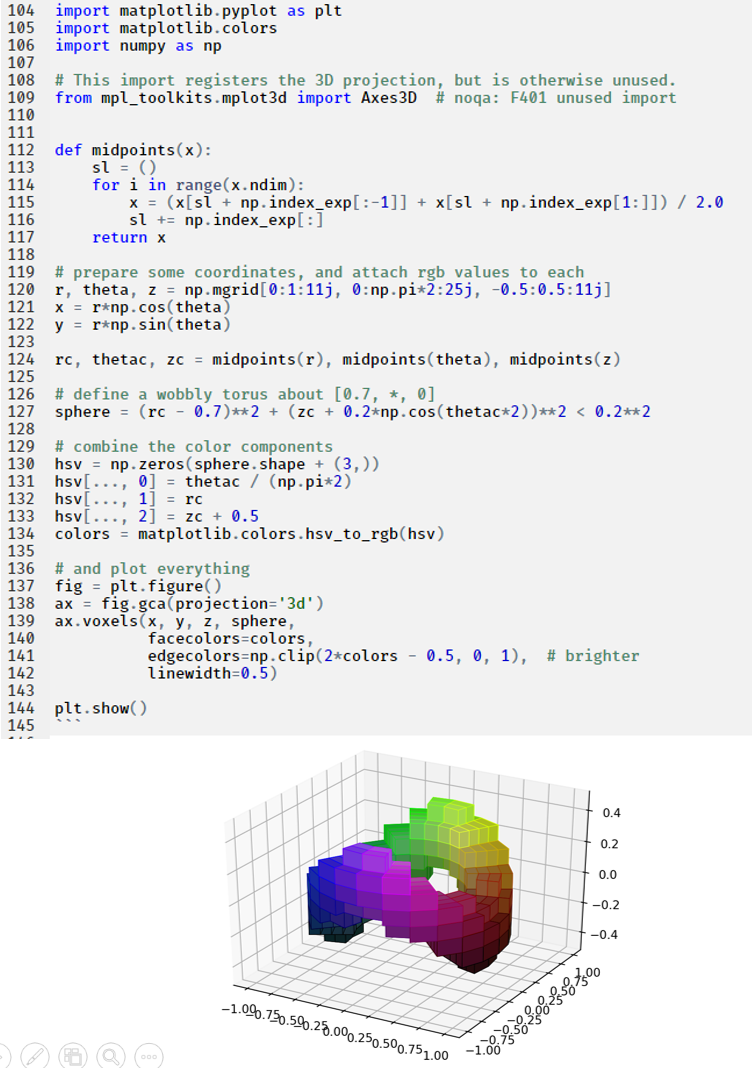 104 import matplotlib.pyplot as plt
105 import matplotlib.colors
106 import numpy as np
107
108 # This import registers the 3D projection, but is otherwise unused.
109 from mpl_toolkits.mplot3d import Axes3D  # noqa: F401 unused import
110
111
112 def midpoints(x):
113     sl = ()
114     for i in range(x.ndim):
115         x = (x[sl + np.index_exp[:-1]] + x[sl + np.index_exp[1:]]) / 2.0
116         sl += np.index_exp[:]
117     return x
118
119 # prepare some coordinates, and attach rgb values to each
120 r, theta, z = np.mgrid[0:1:11j, 0:np.pi*2:25j, -0.5:0.5:11j]
121 x = r*np.cos(theta)
122 y = r*np.sin(theta)
123
124 rc, thetac, zc = midpoints(r), midpoints(theta), midpoints(z)
125
126 # define a wobbly torus about [0.7, *, 0]
127 sphere = (rc - 0.7)**2 + (zc + 0.2*np.cos(thetac*2))**2 < 0.2**2
128
129 # combine the color components
130 hsv = np.zeros(sphere.shape + (3,))
131 hsv[..., 0] = thetac / (np.pi*2)
132 hsv[..., 1] = rc
133 hsv[..., 2] = zc + 0.5
134 colors = matplotlib.colors.hsv_to_rgb(hsv)
135
136 # and plot everything
137 fig = plt.figure()
138 ax = fig.gca(projection='3d')
139 ax.voxels(x, y, z, sphere,
140           facecolors=colors,
141           edgecolors=np.clip(2*colors - 0.5, 0, 1),  # brighter
142           linewidth=0.5)
143
144 plt.show()
145 ```
0.4
0.2
0.0
−0.2
−0.4
1.00
0.75
0.50
0.25
0.00
−0.25
−0.50
−0.75
−1.00
−1.00
−0.75
−0.50
−0.25
0.00
0.25
0.50
0.75
1.00